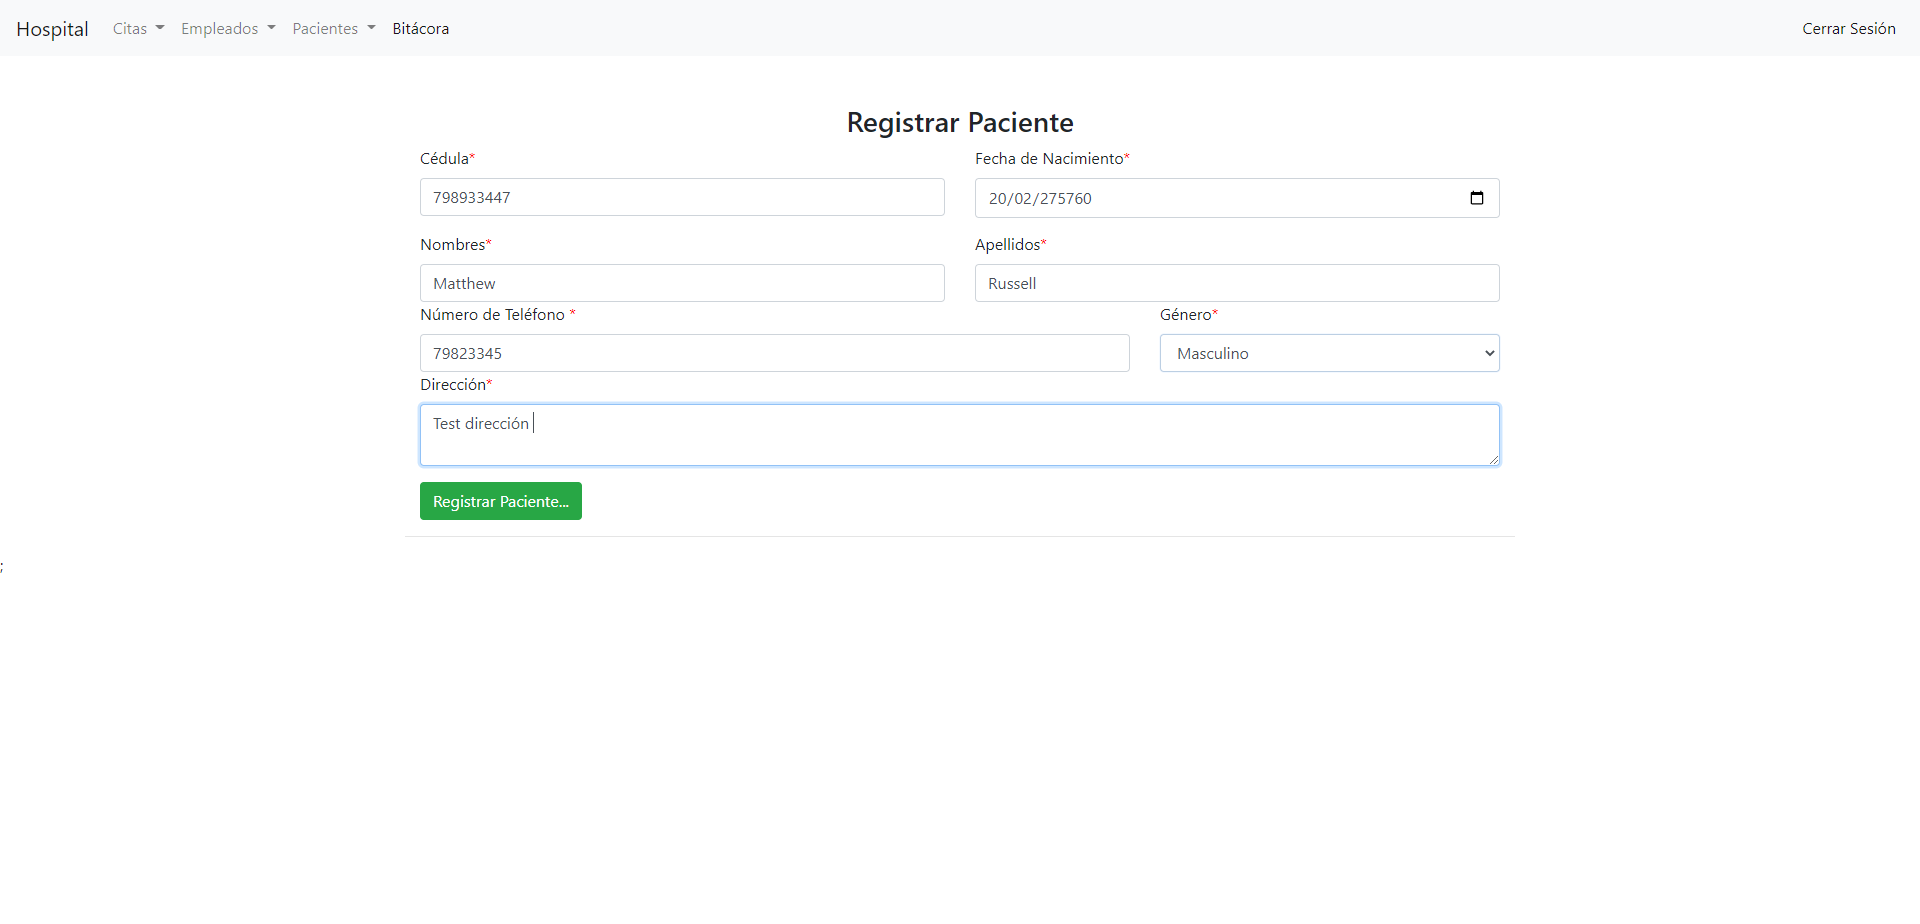 Hospital Citas Empleados Pacientes Bitácora Cerrar Sesión
Registrar Paciente
Cédula* Fecha de Nacimiento*
798933447 20/02/275760
Nombres* Apellidos*
Matthew Russell
Número de Teléfono * Género*
79823345 Masculino
Dirección*
Test dirección
Registrar Paciente...
;